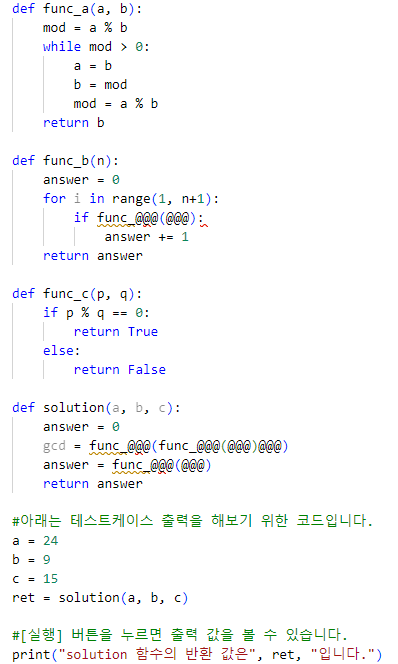 def func_a(a, b):
    mod = a % b
    while mod > 0:
        a = b
        b = mod
        mod = a % b
    return b
def func_b(n):
    answer = 0
    for i in range(1, n+1):
        if func_@@@(@@@):
            answer += 1
    return answer
def func_c(p, q):
    if p % q == 0:
        return True
    else:
        return False
def solution(a, b, c):
    answer = 0
    gcd = func_@@@(func_@@@(@@@)@@@)
    answer = func_@@@(@@@)
    return answer
#아래는 테스트케이스 출력을 해보기 위한 코드입니다.
a = 24
b = 9
c = 15
ret = solution(a, b, c)
#[실행] 버튼을 누르면 출력 값을 볼 수 있습니다.
print("solution 함수의 반환 값은", ret, "입니다.")